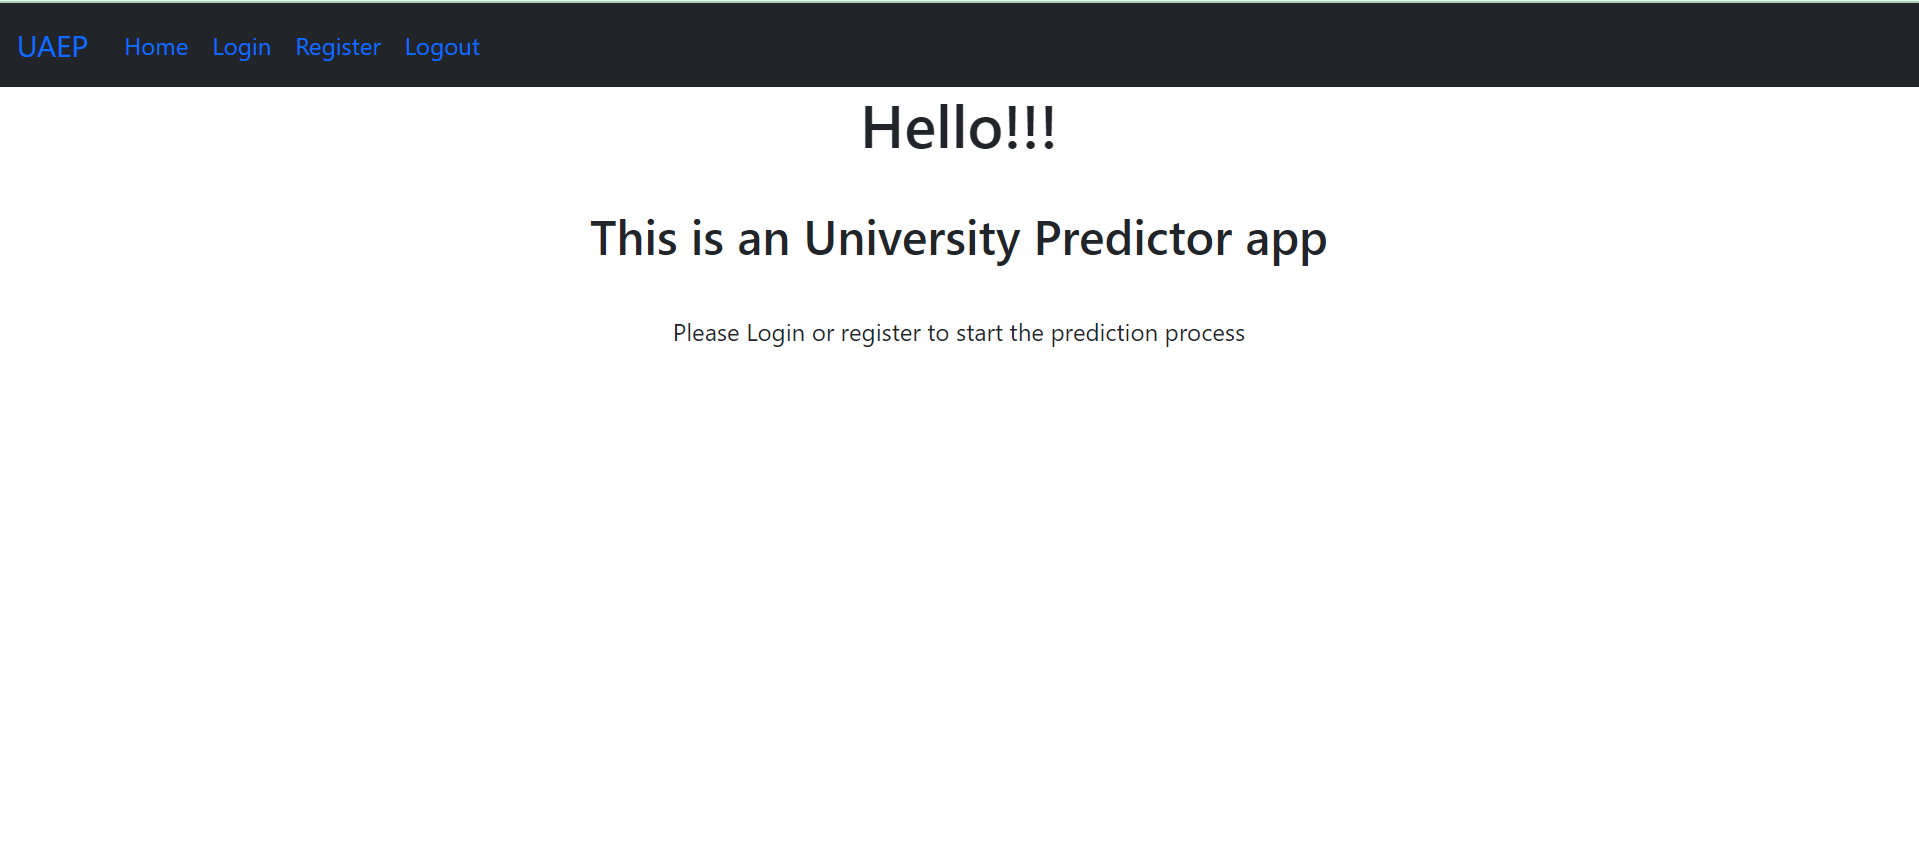 UAEP Home Login Register Logout
Hello!!!
This is an University Predictor app
Please Login or register to start the prediction process